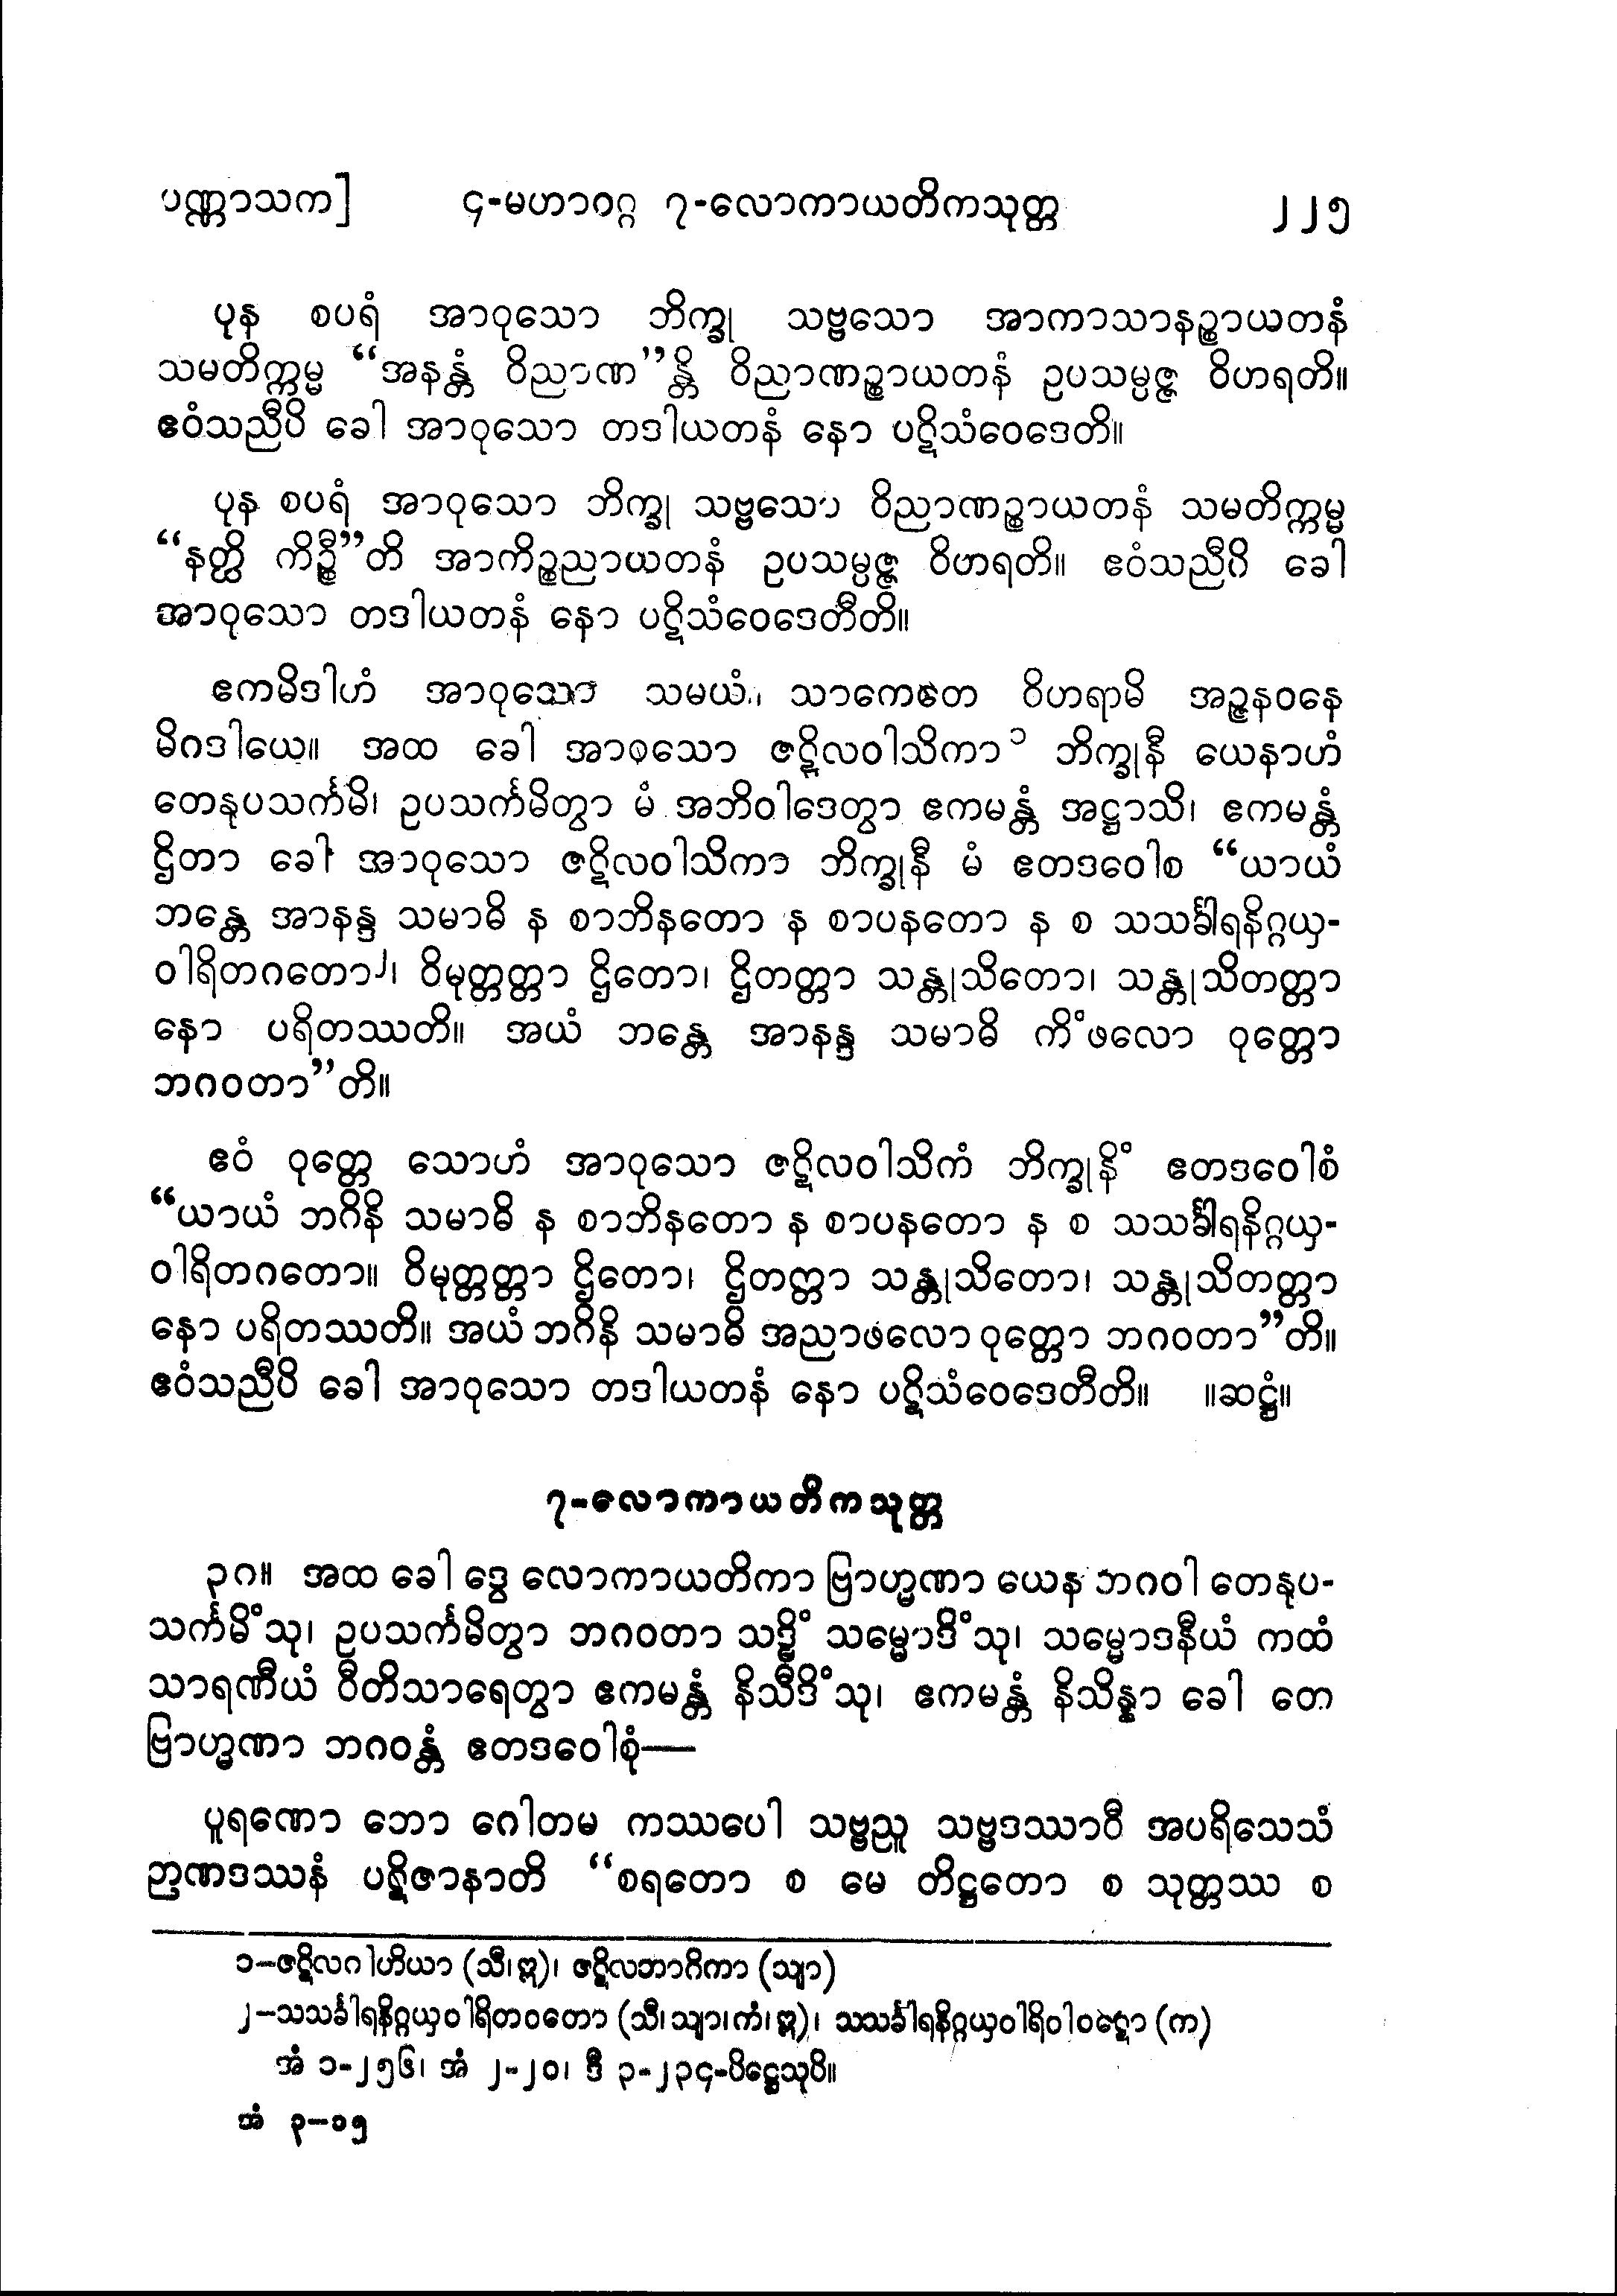 ပဏ္ဏာသက] ၄-မဟာဝဂ္ဂ ၇-လောကာယတိကသုတ္တ ၂၂၅
ပုန စပရံ အာဝုသော ဘိက္ခု သဗ္ဗသော အာကာသာနဉ္စာယတနံ
သမတိက္ကမ္မ “အနန္တံ ဝိညာဏ”န္တိ ဝိညာဏဉ္စာယတနံ ဥပသမ္ပဇ္ဇ ဝိဟရတိ။
ဧဝံသညီပိ ခေါ အာဝုသော တဒါယတနံ နော ပဋိသံဝေဒေတိ။
ပုန စပရံ အာဝုသော ဘိက္ခု သဗ္ဗသော ဝိညာဏဉ္စာယတနံ သမတိက္ကမ္မ
“နတ္ထိ ကိဉ္စီ”တိ အာကိဉ္စညာယတနံ ဥပသမ္ပဇ္ဇ ဝိဟရတိ။ ဧဝံသညီပိ ခေါ
အာဝုသော တဒါယတနံ နော ပဋိသံဝေဒေတီတိ။
ဧကမိဒါဟံ အာဝုသော သမယံ၊ သာကေတေ ဝိဟရာမိ အဉ္ဇနဝနေ
မိဂဒါယေ။ အထ ခေါ အာဝုသော ဇဋိလဝါသိကာ ၁ ဘိက္ခုနီ ယေနာဟံ
တေနုပသင်္ကမိ၊ ဥပသင်္ကမိတွာ မံ အဘိဝါဒေတွာ ဧကမန္တံ အဋ္ဌာသိ၊ ဧကမန္တံ
ဌိတာ ခေါ အာဝုသော ဇဋိလဝါသိကာ ဘိက္ခုနီ မံ ဧတဒဝေါစ “ယာယံ
ဘန္တေ အာနန္ဒ သမာဓိ န စာဘိနတော န စာပနတော န စ သသင်္ခါရနိဂ္ဂယှ-
ဝါရိတဂတော၂၊ ဝိမုတ္တတ္တာ ဌိတော၊ ဌိတတ္တာ သန္တုသိတော၊ သန္တုသိတတ္တာ
နော ပရိတဿတိ။ အယံ ဘန္တေ အာနန္ဒ သမာဓိ ကိံဖလော ဝုတ္တော
ဘဂဝတာ”တိ။
ဧဝံ ဝုတ္တေ သောဟံ အာဝုသော ဇဋိလဝါသိကံ ဘိက္ခုနိံ ဧတဒဝေါစံ
“ယာယံ ဘဂိနိ သမာဓိ န စာဘိနတော န စာပနတော န စ သသင်္ခါရနိဂ္ဂယှ-
ဝါရိတဂတော။ ဝိမုတ္တတ္တာ ဌိတော၊ ဌိတတ္တာ သန္တုသိတော၊ သန္တုသိတတ္တာ
နော ပရိတဿတိ။ အယံ ဘဂိနိ သမာဓိ အညာဖလော ဝုတ္တော ဘဂဝတာ”တိ။
ဧဝံသညီပိ ခေါ အာဝုသော တဒါယတနံ နော ပဋိသံဝေဒေတီတိ။ ။ဆဋ္ဌံ။
၇-လောကာယတိကသုတ္တ
၃၈။ အထ ခေါ ဒွေ လောကာယတိကာ ဗြာဟ္မဏာ ယေန ဘဂဝါ တေနုပ-
သင်္ကမိံသု၊ ဥပသင်္ကမိတွာ ဘဂဝတာ သဒ္ဓိံ သမ္မောဒိံသု၊ သမ္မောဒနီယံ ကထံ
သာရဏီယံ ဝီတိသာရေတွာ ဧကမန္တံ နိသီဒိံသု၊ ဧကမန္တံ နိသိန္နာ ခေါ တေ
ဗြာဟ္မဏာ ဘဂဝန္တံ ဧတဒဝေါစုံ—
ပူရဏော ဘော ဂေါတမ ကဿပေါ သဗ္ဗညူ သဗ္ဗဒဿာဝီ အပရိသေသံ
ဉာဏဒဿနံ ပဋိဇာနာတိ “စရတော စ မေ တိဋ္ဌတော စ သုတ္တဿ စ
၁-ဇဋိလဂါဟိယာ (သီ၊ဣ)၊ ဇဋိလဘာဂိကာ (သျာ)
၂-သသင်္ခါရနိဂ္ဂယှဝါရိတဝတော (သီ၊သျာ၊ကံ၊ဣ)၊ သသင်္ခါရနိဂ္ဂယှဝါရိဝါဝဋ္ဋော (က)
အံ ၁-၂၅၆၊ အံ ၂-၂၀၊ ဒီ ၃-၂၃၄-ပိဋ္ဌေသုပိ။
အံ ၃-၁၅